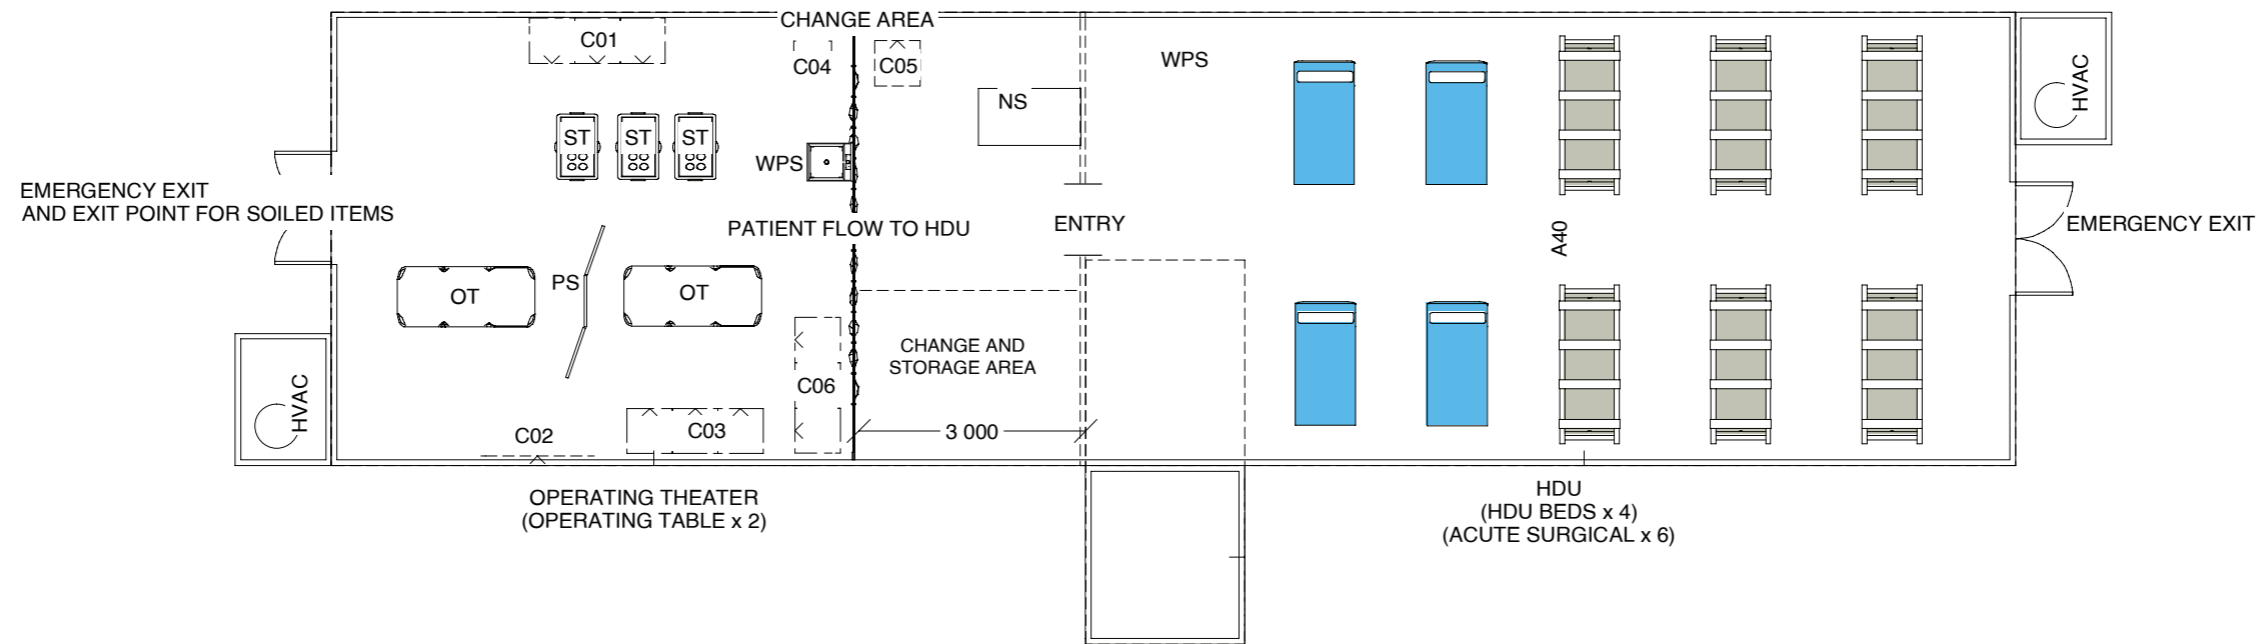 CHANGE AREA
C01
C04
C05
WPS
HVAC
NS
ST
ST
ST
WPS
EMERGENCY EXIT
AND EXIT POINT FOR SOILED ITEMS
PATIENT FLOW TO HDU
ENTRY
A40
EMERGENCY EXIT
PS
OT
OT
CHANGE AND
STORAGE AREA
C06
HVAC
C02
C03
3 000
OPERATING THEATER
(OPERATING TABLE x 2)
HDU
(HDU BEDS x 4)
(ACUTE SURGICAL x 6)